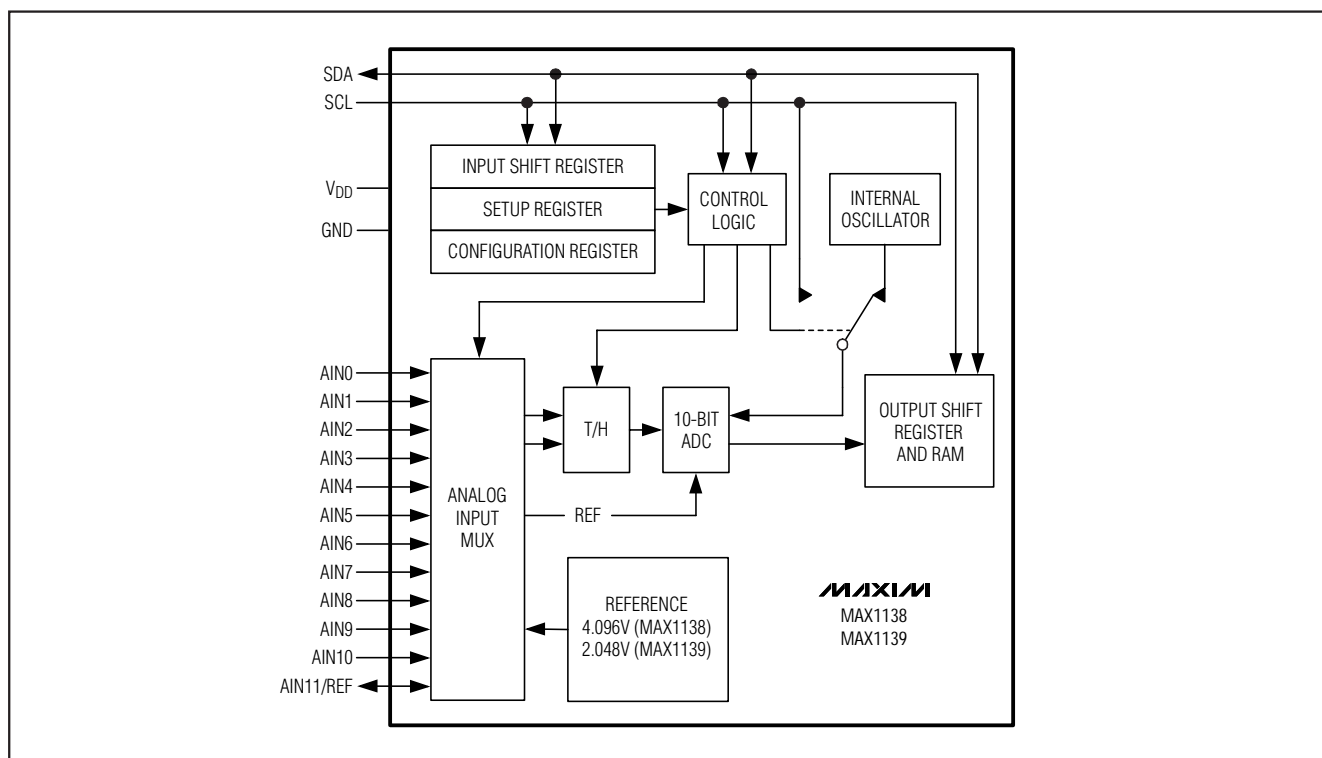 SDA
SCL
VDD
GND
INPUT SHIFT REGISTER
SETUP REGISTER
CONFIGURATION REGISTER
CONTROL
LOGIC
INTERNAL
OSCILLATOR
AIN0
AIN1
AIN2
AIN3
AIN4
AIN5
AIN6
AIN7
AIN8
AIN9
AIN10
AIN11/REF
ANALOG
INPUT
MUX
T/H
10-BIT
ADC
OUTPUT SHIFT
REGISTER
AND RAM
REF
REFERENCE
4.096V (MAX1138)
2.048V (MAX1139)
MAXIM
MAX1138
MAX1139